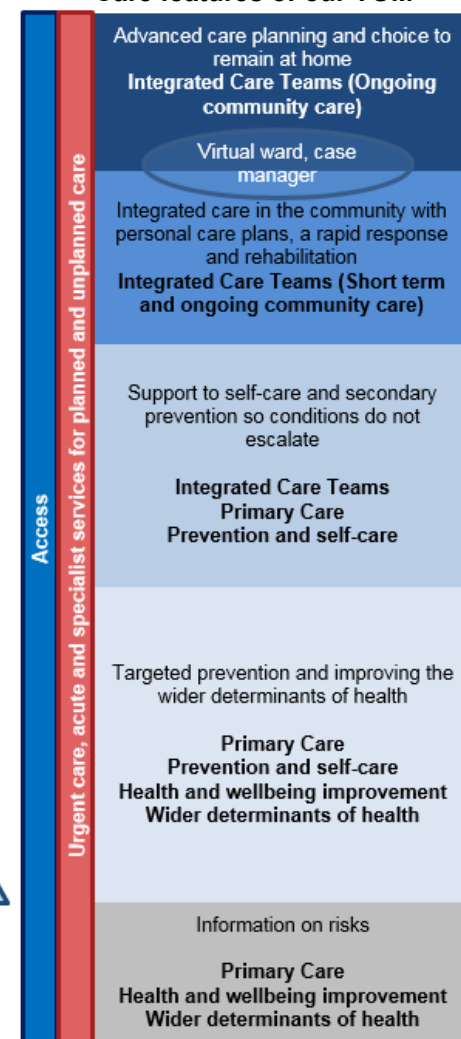 Advanced care planning and choice to
remain at home
Integrated Care Teams (Ongoing
community care)
Virtual ward, case
manager
Integrated care in the community with
personal care plans, a rapid response
and rehabilitation
Integrated Care Teams (Short term
and ongoing community care)
Support to self-care and secondary
prevention so conditions do not
escalate
Integrated Care Teams
Primary Care
Prevention and self-care
Targeted prevention and improving the
wider determinants of health
Primary Care
Prevention and self-care
Health and wellbeing improvement
Wider determinants of health
Information on risks
Primary Care
Health and wellbeing improvement
Wider determinants of health
Access
Urgent care, acute and specialist services for planned and unplanned care